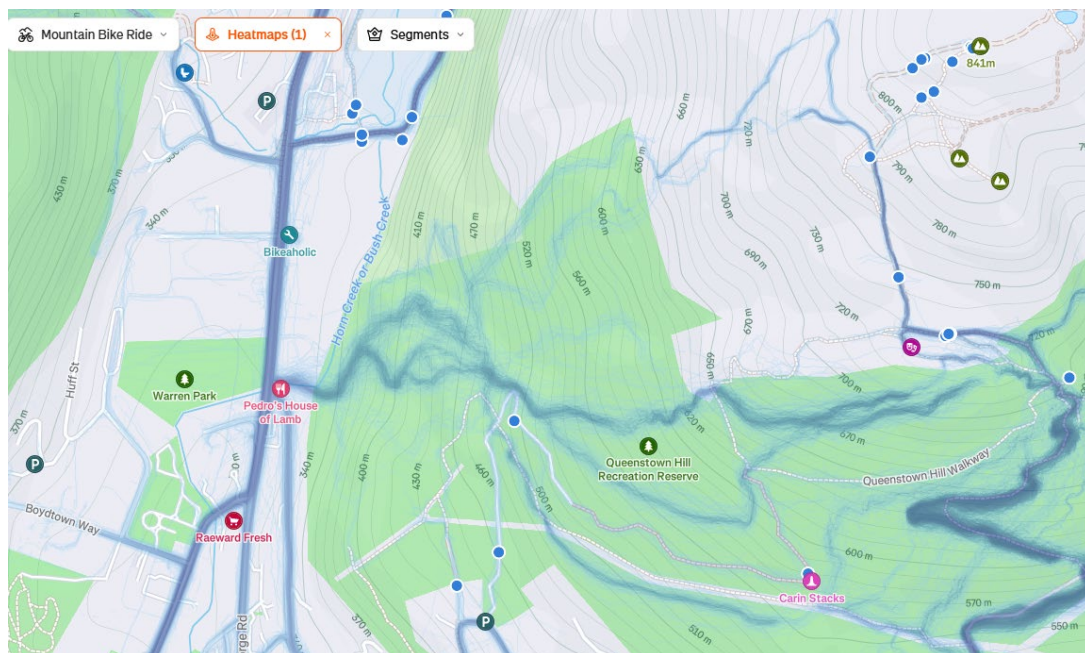 Mountain Bike Ride
Heatmaps (1)
×
Segments
P
841m
660 m
720 m
800 m
790 m
630 m
430 m
370 m
340 m
410 m
470 m
600 m
700 m
780 m
730 m
520 m
690 m
560 m
750 m
Bikeaholic
Horn Creek or Bush Creek
720 m
670 m
650 m
700 m
Huff St
Warren Park
Pedro's House
of Lamb
620 m
670 m
370 m
P
340 m
400 m
430 m
460 m
500 m
Queenstown Hill
Recreation Reserve
Queenstown Hill Walkway
Boydtown Way
Raeward Fresh
600 m
Carin Stacks
570 m
550 m
510 m
370 m
P